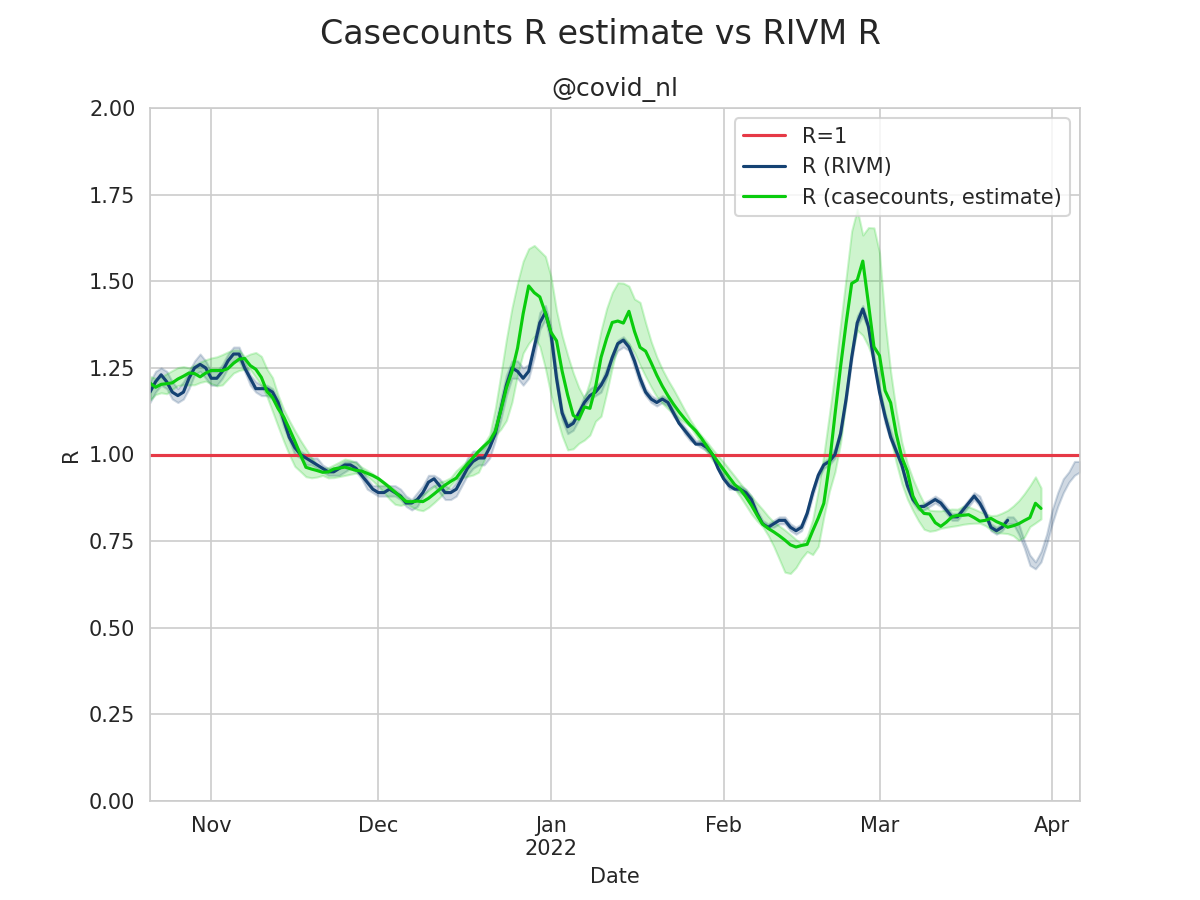 Casecounts R estimate vs RIVM R
@covid_nl
2.00
1.75
1.50
1.25
1.00
0.75
0.50
0.25
0.00
R
R=1
R (RIVM)
R (casecounts, estimate)
Nov
Dec
Jan
2022
Feb
Mar
Apr
Date